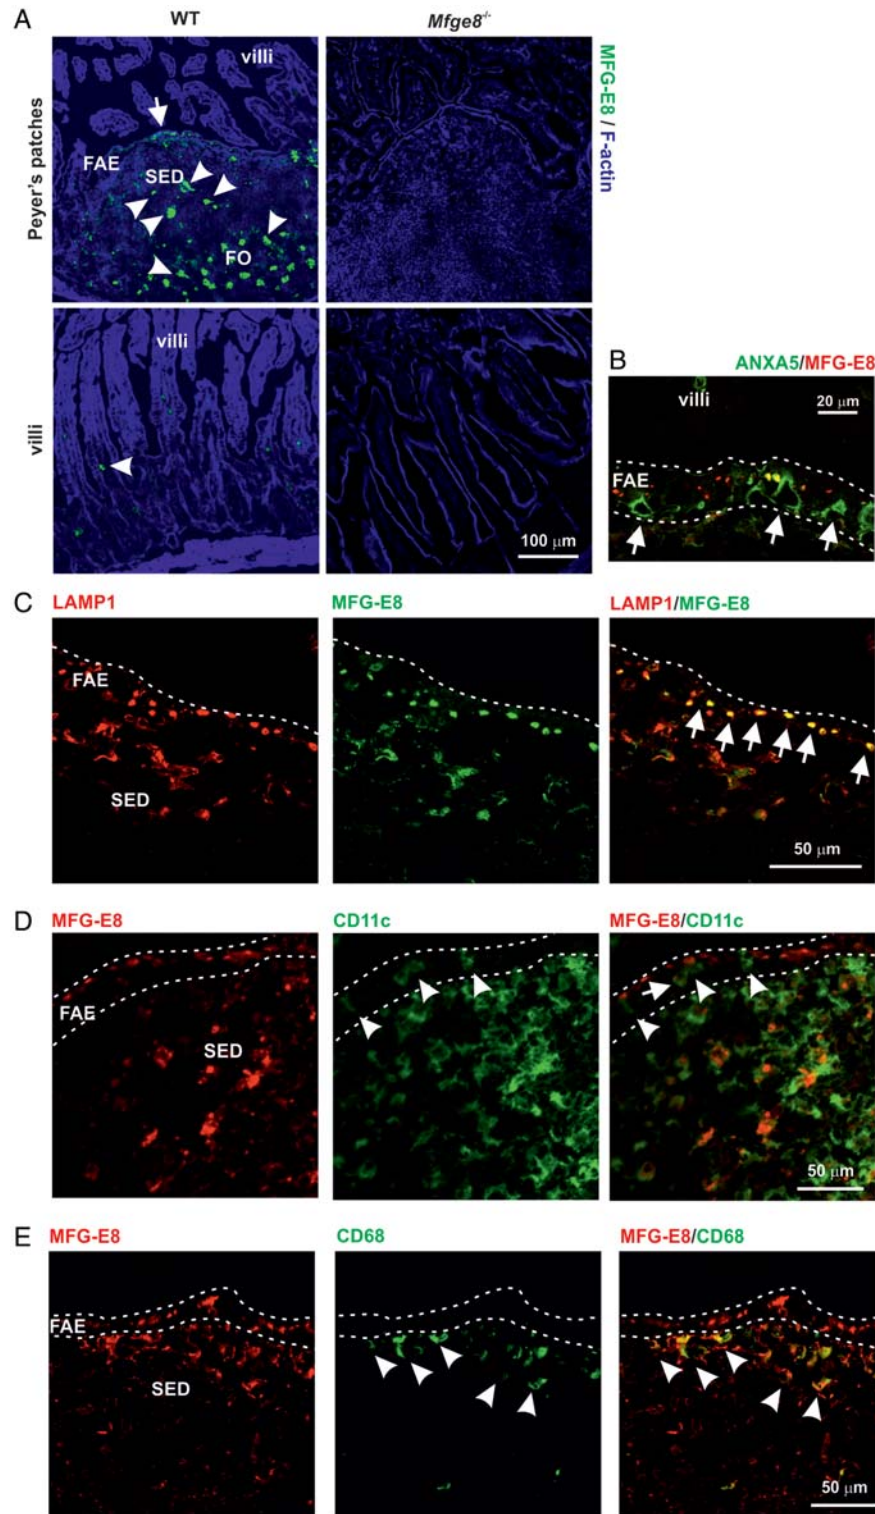 A
WT
Mfge8-/-
Peyer's patches
villi
FAE
SED
FO
MFG-E8 / F-actin
villi
villi
100 μm
B
ANXA5/MFG-E8
villi
20 μm
FAE
C
LAMP1
MFG-E8
LAMP1/MFG-E8
FAE
SED
50 μm
D
MFG-E8
CD11c
MFG-E8/CD11c
FAE
SED
50 μm
E
MFG-E8
CD68
MFG-E8/CD68
FAE
SED
50 μm